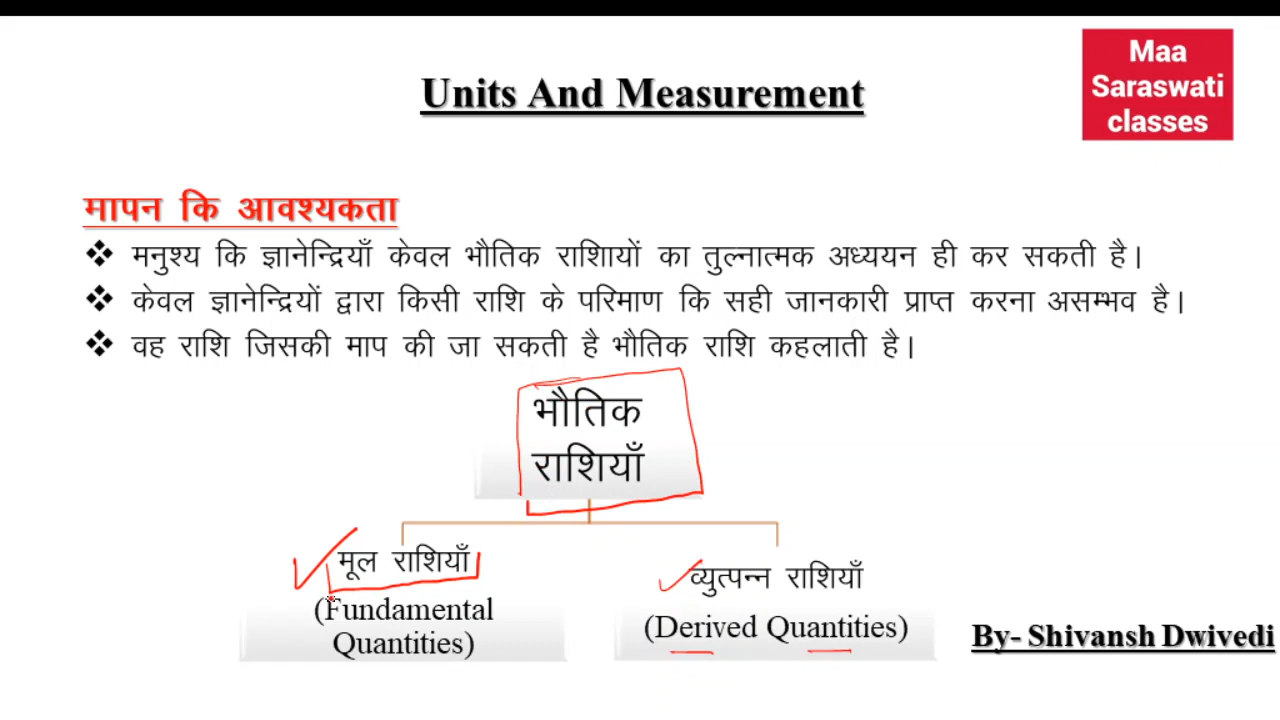 Units And Measurement
Maa
Saraswati
classes
मापन कि आवश्यकता
❖ मनुश्य कि ज्ञानेन्द्रियाँ केवल भौतिक राशिायों का तुल्नात्मक अध्ययन ही कर सकती है।
❖ केवल ज्ञानेन्द्रियों द्वारा किसी राशि के परिमाण कि सही जानकारी प्राप्त करना असम्भव है।
❖ वह राशि जिसकी माप की जा सकती है भौतिक राशि कहलाती है।
भौतिक
राशियाँ
मूल राशियाँ
(Fundamental
Quantities)
व्युत्पन्न राशियाँ
(Derived Quantities)
By- Shivansh Dwivedi